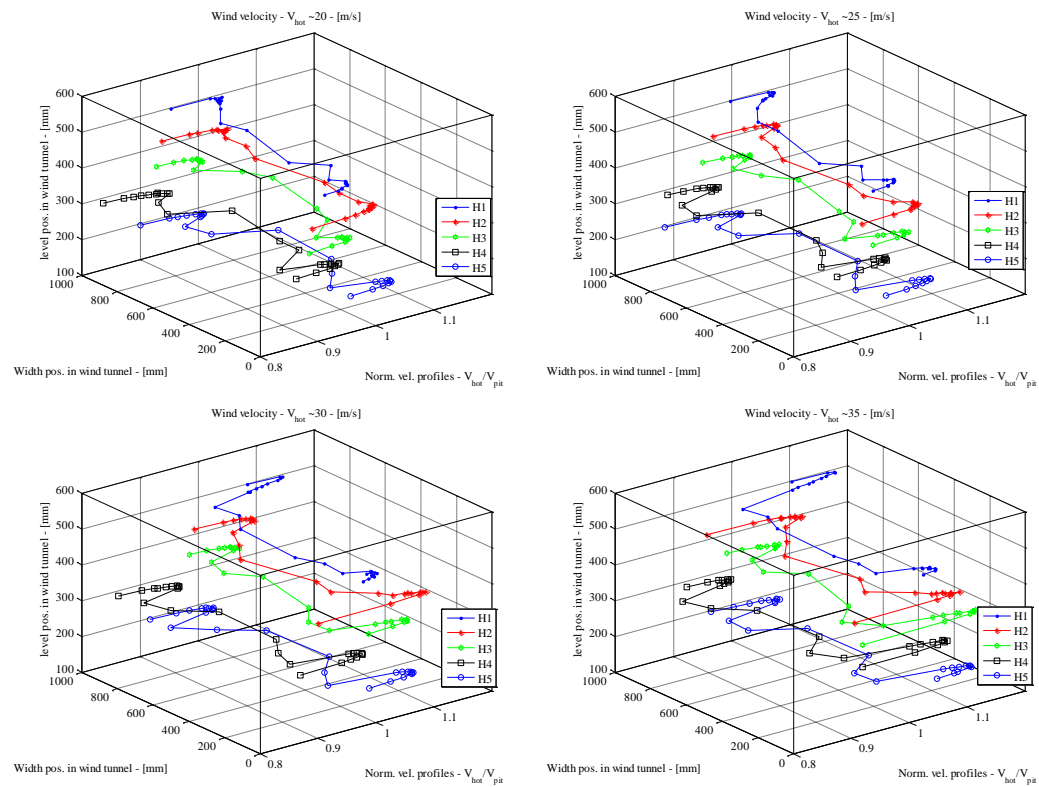 Wind velocity - V_hot ~20 - [m/s]
level pos. in wind tunnel - [mm]
600
500
400
300
200
100
1000
800
600
400
200
0
0.8
0.9
1
1.1
Width pos. in wind tunnel - [mm]
Norm. vel. profiles - V_hot/V_pit
H1
H2
H3
H4
H5
Wind velocity - V_hot ~25 - [m/s]
level pos. in wind tunnel - [mm]
600
500
400
300
200
100
1000
800
600
400
200
0
0.8
0.9
1
1.1
Width pos. in wind tunnel - [mm]
Norm. vel. profiles - V_hot/V_pit
H1
H2
H3
H4
H5
Wind velocity - V_hot ~30 - [m/s]
level pos. in wind tunnel - [mm]
600
500
400
300
200
100
1000
800
600
400
200
0
0.8
0.9
1
1.1
Width pos. in wind tunnel - [mm]
Norm. vel. profiles - V_hot/V_pit
H1
H2
H3
H4
H5
Wind velocity - V_hot ~35 - [m/s]
level pos. in wind tunnel - [mm]
600
500
400
300
200
100
1000
800
600
400
200
0
0.8
0.9
1
1.1
Width pos. in wind tunnel - [mm]
Norm. vel. profiles - V_hot/V_pit
H1
H2
H3
H4
H5